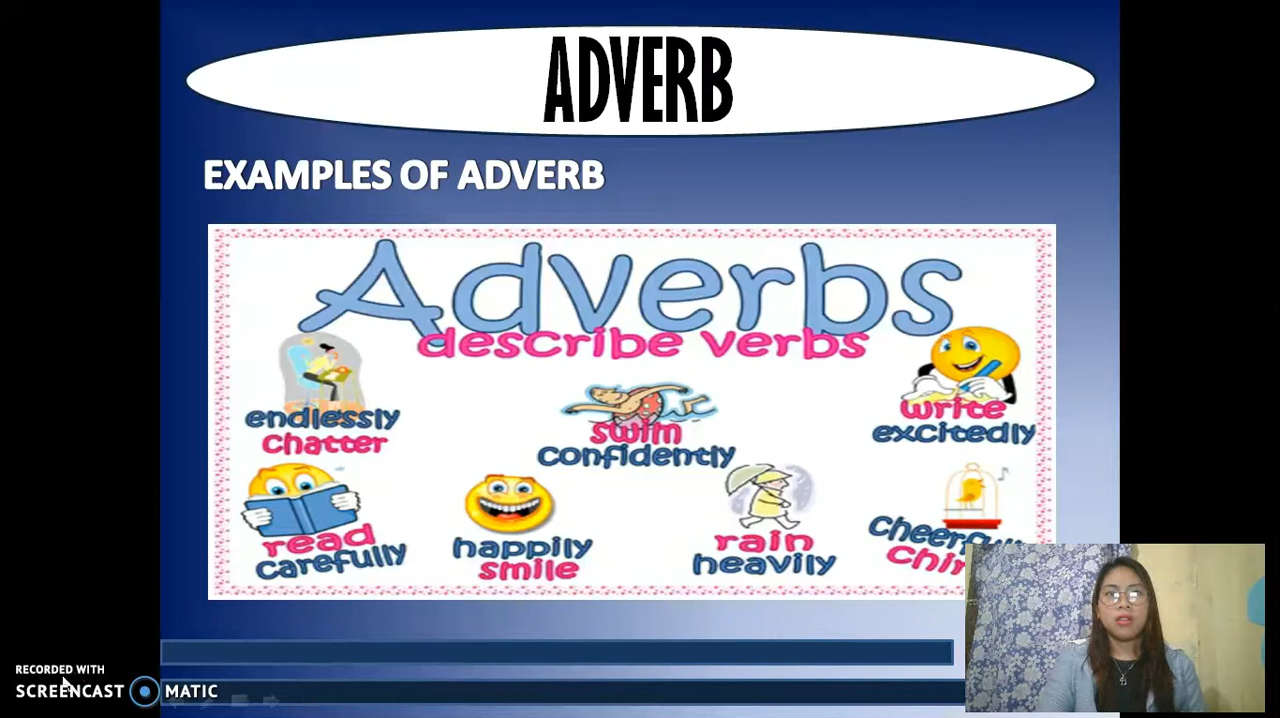 ADVERB
EXAMPLES OF ADVERB
Adverbs
describe verbs
endlessly
chatter
swim
confidently
write
excitedly
read
carefully
happily
smile
rain
heavily
RECORDED WITH
SCREENCAST MATIC